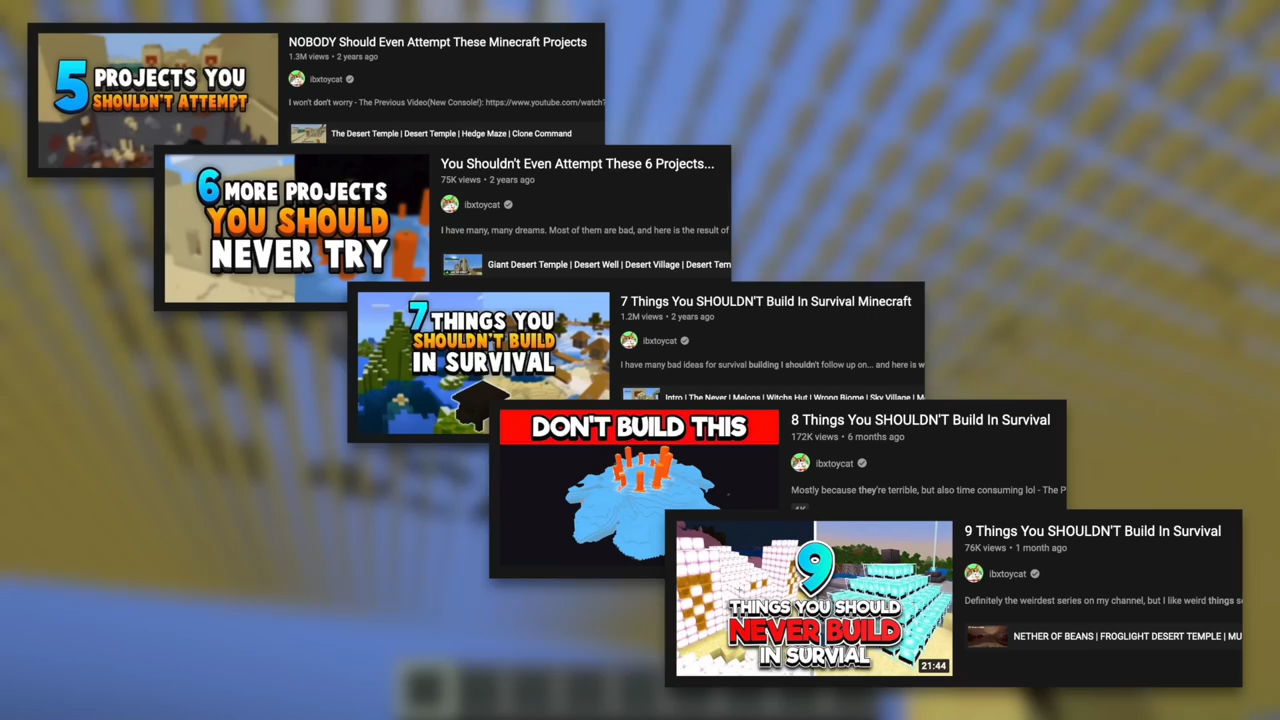 5 PROJECTS YOU
SHOULDN'T ATTEMPT
NOBODY Should Even Attempt These Minecraft Projects
1.3M views • 2 years ago
ibxtoycat
I won't don't worry - The Previous Video(New Console!): https://www.youtube.com/watch?
The Desert Temple | Desert Temple | Hedge Maze | Clone Command
6 MORE PROJECTS
YOU SHOULD
NEVER TRY
You Shouldn't Even Attempt These 6 Projects...
75K views • 2 years ago
ibxtoycat
I have many, many dreams. Most of them are bad, and here is the result of
Giant Desert Temple | Desert Well | Desert Village | Desert Tem
7 THINGS YOU
SHOULDN'T BUILD
IN SURVIVAL
7 Things You SHOULDN'T Build In Survival Minecraft
1.2M views • 2 years ago
ibxtoycat
I have many bad ideas for survival building I shouldn't follow up on... and here is w
Intro | The Never | Melons | Witchs Hut | Wrong Biome | Sky Village | M
DON'T BUILD THIS
8 Things You SHOULDN'T Build In Survival
172K views • 6 months ago
ibxtoycat
Mostly because they're terrible, but also time consuming lol - The P
4K
9
THINGS YOU SHOULD
NEVER BUILD
IN SURVIAL
21:44
9 Things You SHOULDN'T Build In Survival
76K views • 1 month ago
ibxtoycat
Definitely the weirdest series on my channel, but I like weird things s
NETHER OF BEANS | FROGLIGHT DESERT TEMPLE | MU